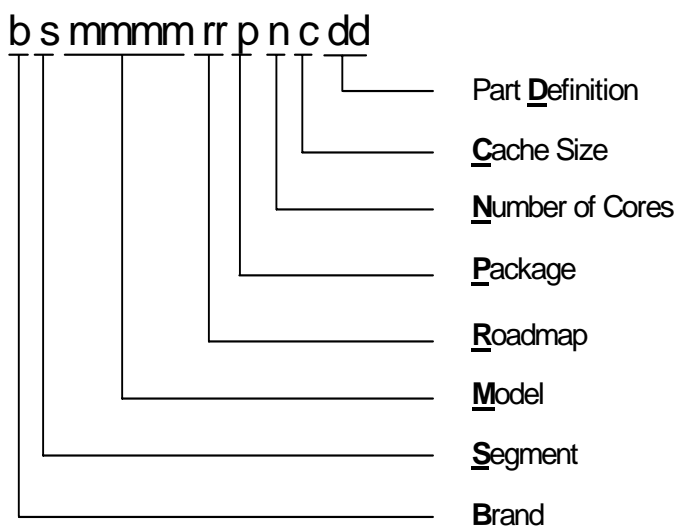 b s mmmm rr p n c dd
Part Definition
Cache Size
Number of Cores
Package
Roadmap
Model
Segment
Brand